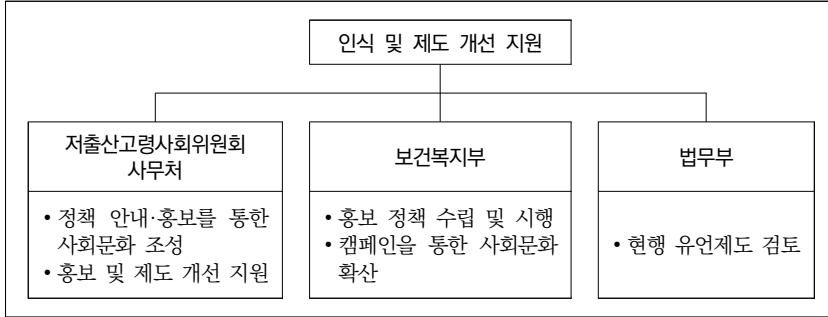 인식 및 제도 개선 지원
저출산고령사회위원회
사무처
• 정책 안내·홍보를 통한
사회문화 조성
• 홍보 및 제도 개선 지원
보건복지부
• 홍보 정책 수립 및 시행
• 캠페인을 통한 사회문화
확산
법무부
• 현행 유언제도 검토